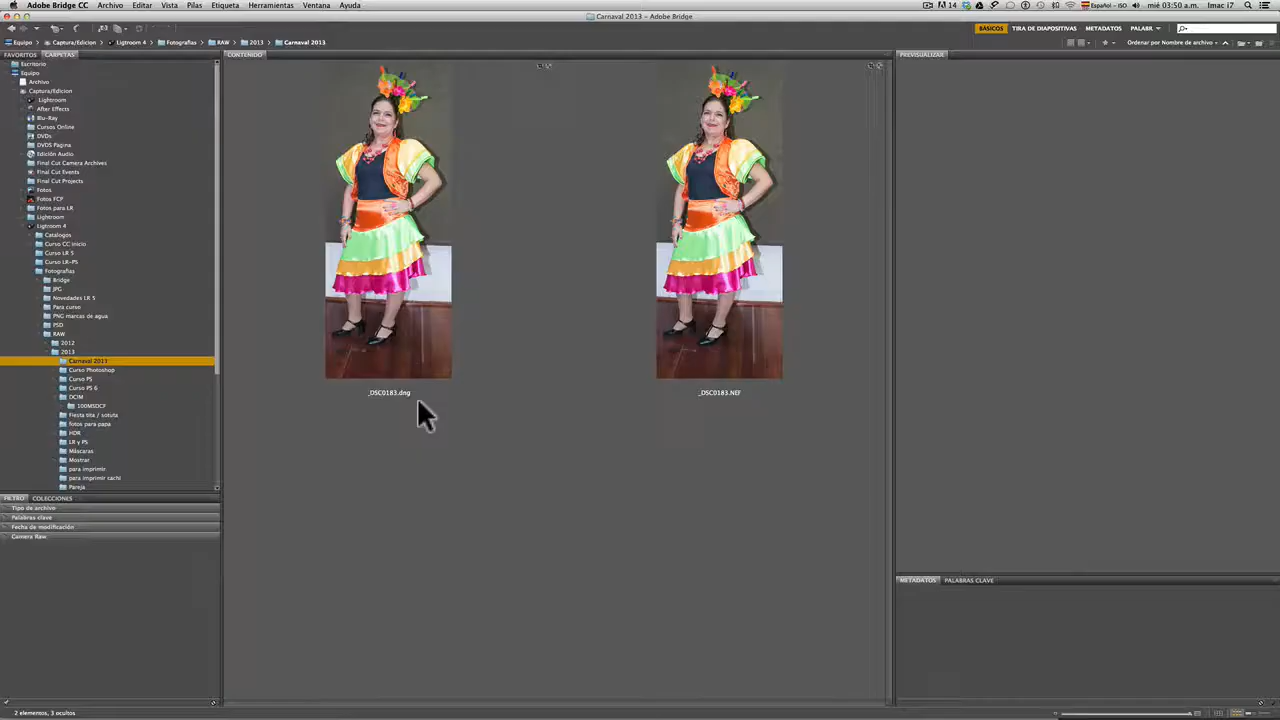 Adobe Bridge CC Archivo Editar Vista Pilas Etiqueta Herramientas Ventana Ayuda 14 Español - ISO mié 03:50 a.m. Imac i7
Carnaval 2013 – Adobe Bridge
BÁSICOS TIRA DE DIAPOSITIVAS METADATOS PALABR
Equipo Captura/Edicion Ligtroom 4 Fotografias RAW 2013 Carnaval 2013
Ordenar por Nombre de archivo
FAVORITOS CARPETAS
CONTENIDO
PREVISUALIZAR
Escritorio
Equipo
Archivo
Captura/Edicion
Lightroom
After Effects
Blu-Ray
Cursos Online
DVDs
DVDS Pagina
Edición Audio
Final Cut Camera Archives
Final Cut Events
Final Cut Projects
Fotos
Fotos FCP
Fotos para LR
Lightroom
Ligtroom 4
Catalogos
Curso CC inicio
Curso LR 5
Curso LR-PS
Fotografias
Bridge
JPG
Novedades LR 5
Para curso
PNG marcas de agua
PSD
RAW
2012
2013
Carnaval 2013
Curso Photoshop
Curso PS
Curso PS 6
DCIM
100MSDCF
Fiesta tita / sotuta
fotos para papa
HDR
LR y PS
Máscaras
Mostrar
para imprimir
para imprimir sachi
Pareja
_DSC0183.dng
_DSC0183.NEF
FILTRO COLECCIONES
Tipo de archivo
Palabras clave
Fecha de modificación
Camera Raw
METADATOS PALABRAS CLAVE
2 elementos, 3 ocultos